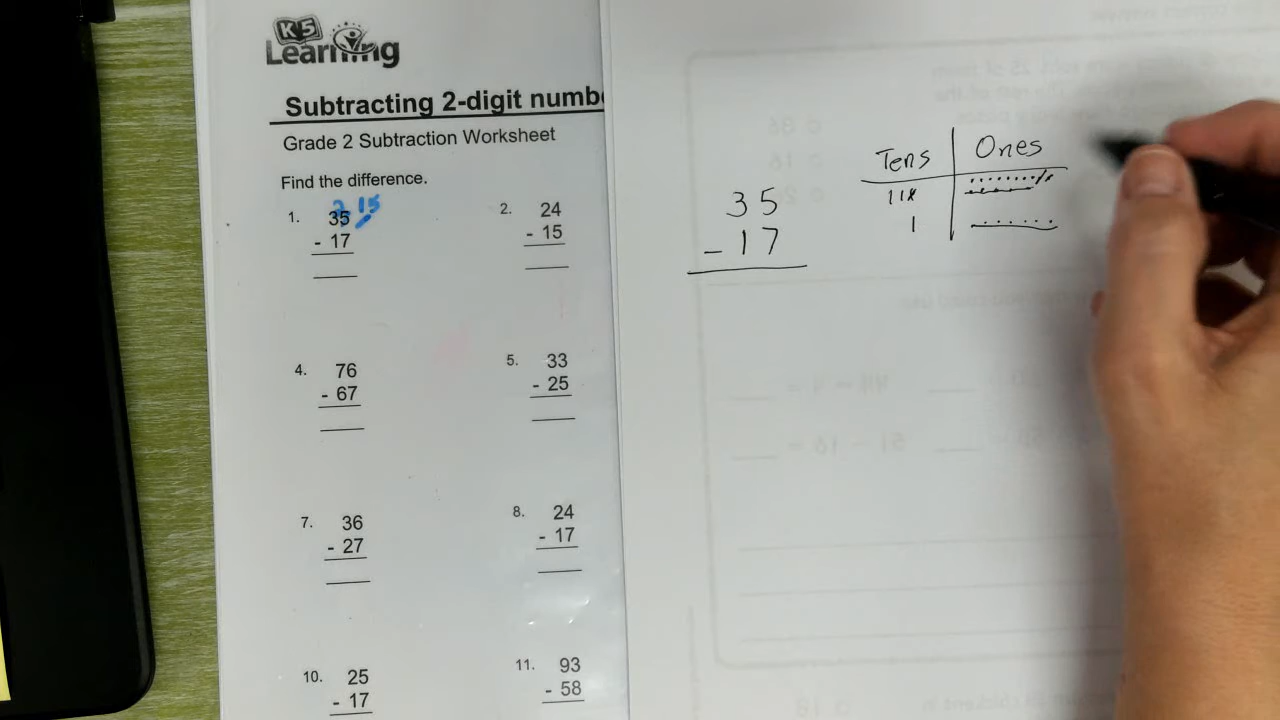 K5
Learning
Subtracting 2-digit numbe
Grade 2 Subtraction Worksheet
Find the difference.
1. 35 2 15
- 17
2. 24
- 15
4. 76
- 67
5. 33
- 25
7. 36
- 27
8. 24
- 17
10. 25
- 17
11. 93
- 58
35
- 17
Tens Ones